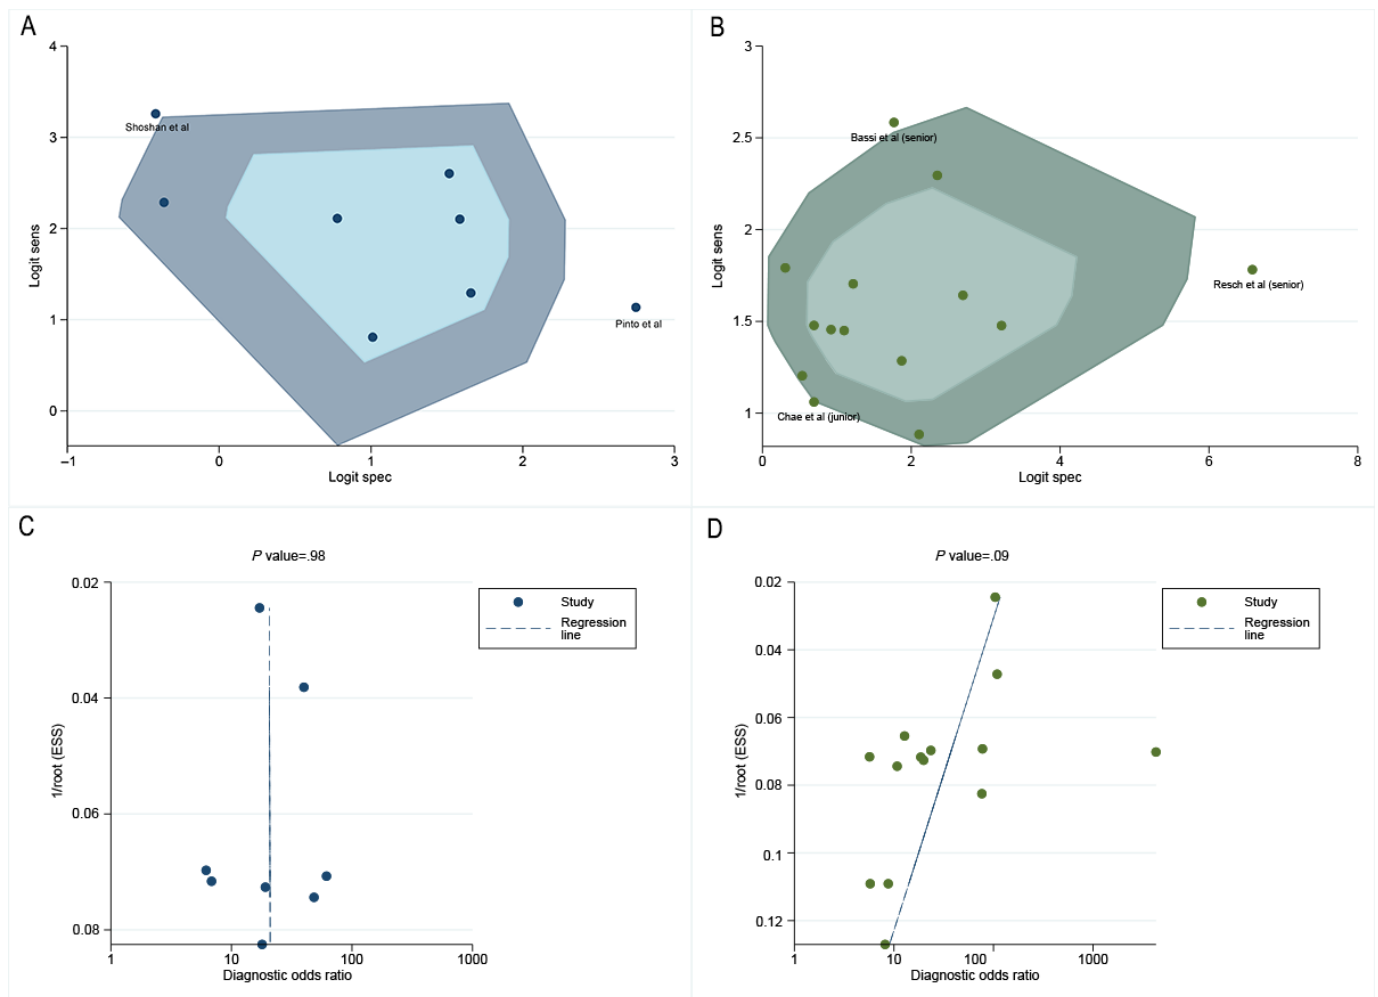 A
4
3
2
1
0
Logit sens
Shoshan et al
Pinto et al
−1
0
1
2
3
Logit spec
B
3
2.5
2
1.5
1
Logit sens
Bassi et al (senior)
Resch et al (senior)
Chae et al (junior)
0
2
4
6
8
Logit spec
C
P value=.98
0.02
0.04
0.06
0.08
1/root (ESS)
Study
Regression
line
1
10
100
1000
Diagnostic odds ratio
D
P value=.09
0.02
0.04
0.06
0.08
0.1
0.12
1/root (ESS)
Study
Regression
line
1
10
100
1000
Diagnostic odds ratio